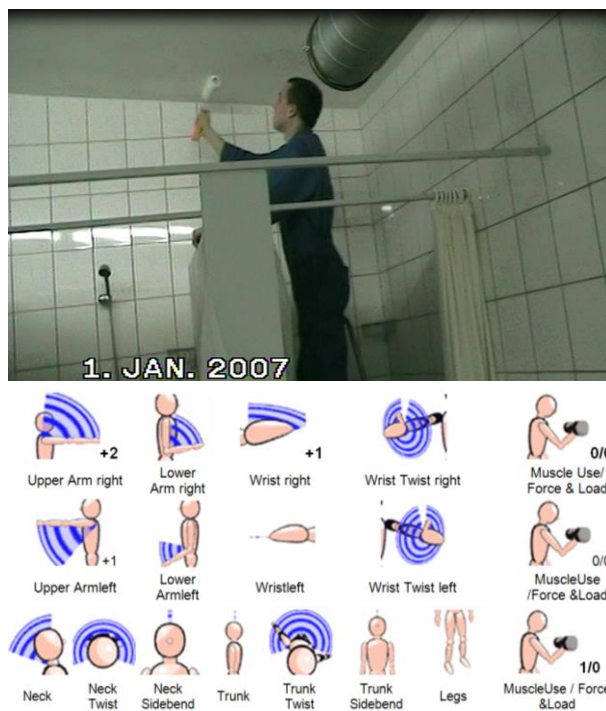 1. JAN. 2007
+2
+1
0/0
Upper Arm right
Lower
Arm right
Wrist right
Wrist Twist right
Muscle Use/
Force & Load
+1
0/0
Upper Armleft
Lower
Armleft
Wristleft
Wrist Twist left
MuscleUse
/Force &Load
1/0
Neck
Neck
Twist
Neck
Sidebend
Trunk
Trunk
Twist
Trunk
Sidebend
Legs
MuscleUse / Force
&Load